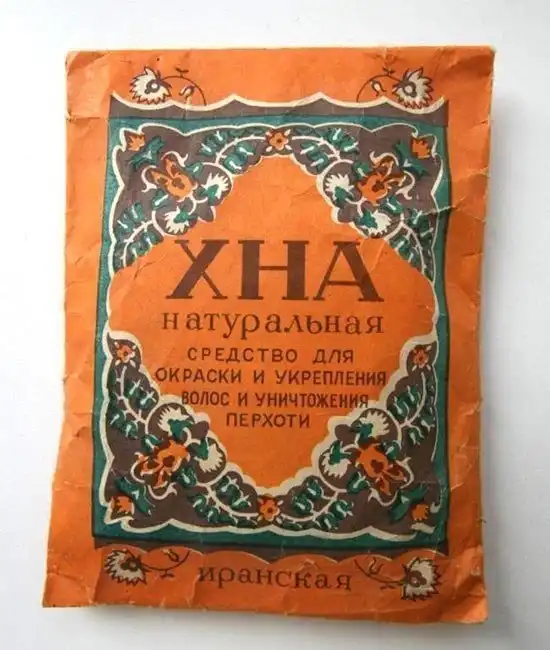 ХНА
натуральная
СРЕДСТВО ДЛЯ
ОКРАСКИ И УКРЕПЛЕНИЯ
ВОЛОС И УНИЧТОЖЕНИЯ
ПЕРХОТИ
иранская